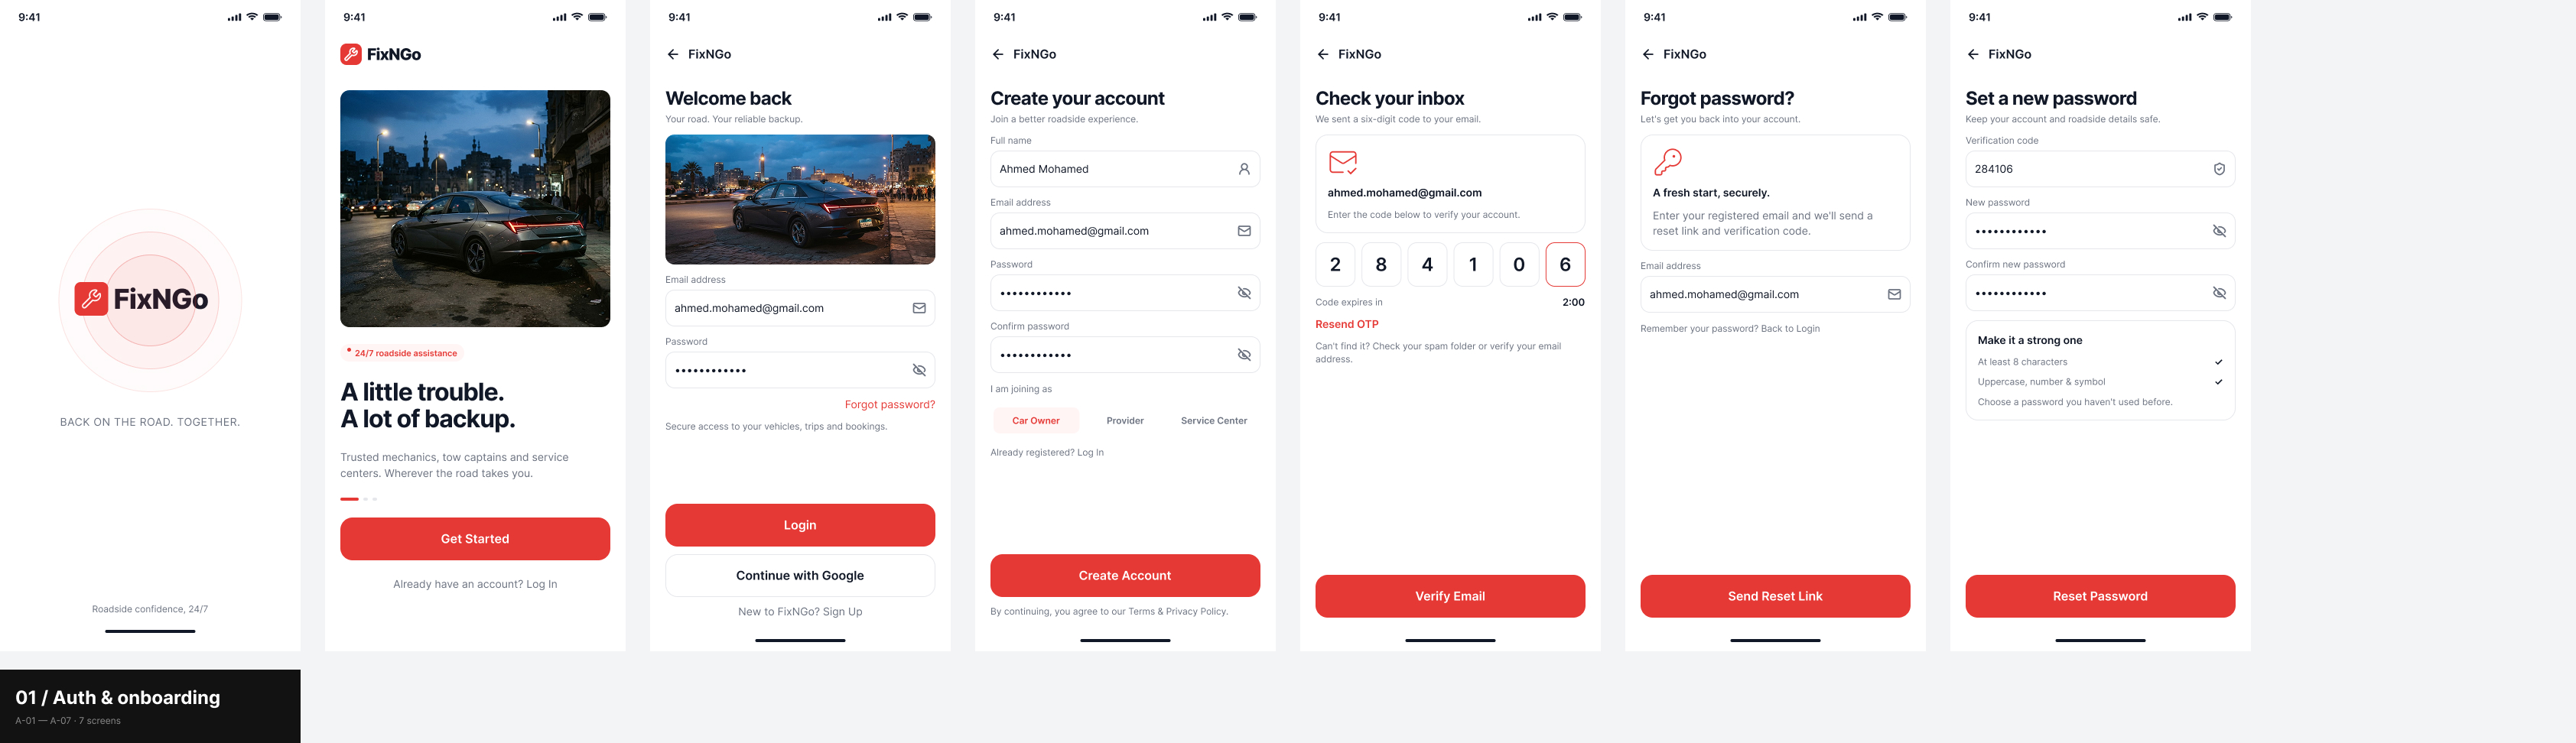 9:41
FixNGo
BACK ON THE ROAD. TOGETHER.
Roadside confidence, 24/7
9:41
FixNGo
24/7 roadside assistance
A little trouble.
A lot of backup.
Trusted mechanics, tow captains and service
centers. Wherever the road takes you.
Get Started
Already have an account? Log In
9:41
FixNGo
Welcome back
Your road. Your reliable backup.
Email address
ahmed.mohamed@gmail.com
Password
••••••••••••
Forgot password?
Secure access to your vehicles, trips and bookings.
Login
Continue with Google
New to FixNGo? Sign Up
9:41
FixNGo
Create your account
Join a better roadside experience.
Full name
Ahmed Mohamed
Email address
ahmed.mohamed@gmail.com
Password
••••••••••••
Confirm password
••••••••••••
I am joining as
Car Owner Provider Service Center
Already registered? Log In
Create Account
By continuing, you agree to our Terms & Privacy Policy.
9:41
FixNGo
Check your inbox
We sent a six-digit code to your email.
ahmed.mohamed@gmail.com
Enter the code below to verify your account.
2 8 4 1 0 6
Code expires in 2:00
Resend OTP
Can't find it? Check your spam folder or verify your email
address.
Verify Email
9:41
FixNGo
Forgot password?
Let's get you back into your account.
A fresh start, securely.
Enter your registered email and we'll send a
reset link and verification code.
Email address
ahmed.mohamed@gmail.com
Remember your password? Back to Login
Send Reset Link
9:41
FixNGo
Set a new password
Keep your account and roadside details safe.
Verification code
284106
New password
••••••••••••
Confirm new password
••••••••••••
Make it a strong one
At least 8 characters
Uppercase, number & symbol
Choose a password you haven't used before.
Reset Password
01 / Auth & onboarding
A-01 — A-07 · 7 screens